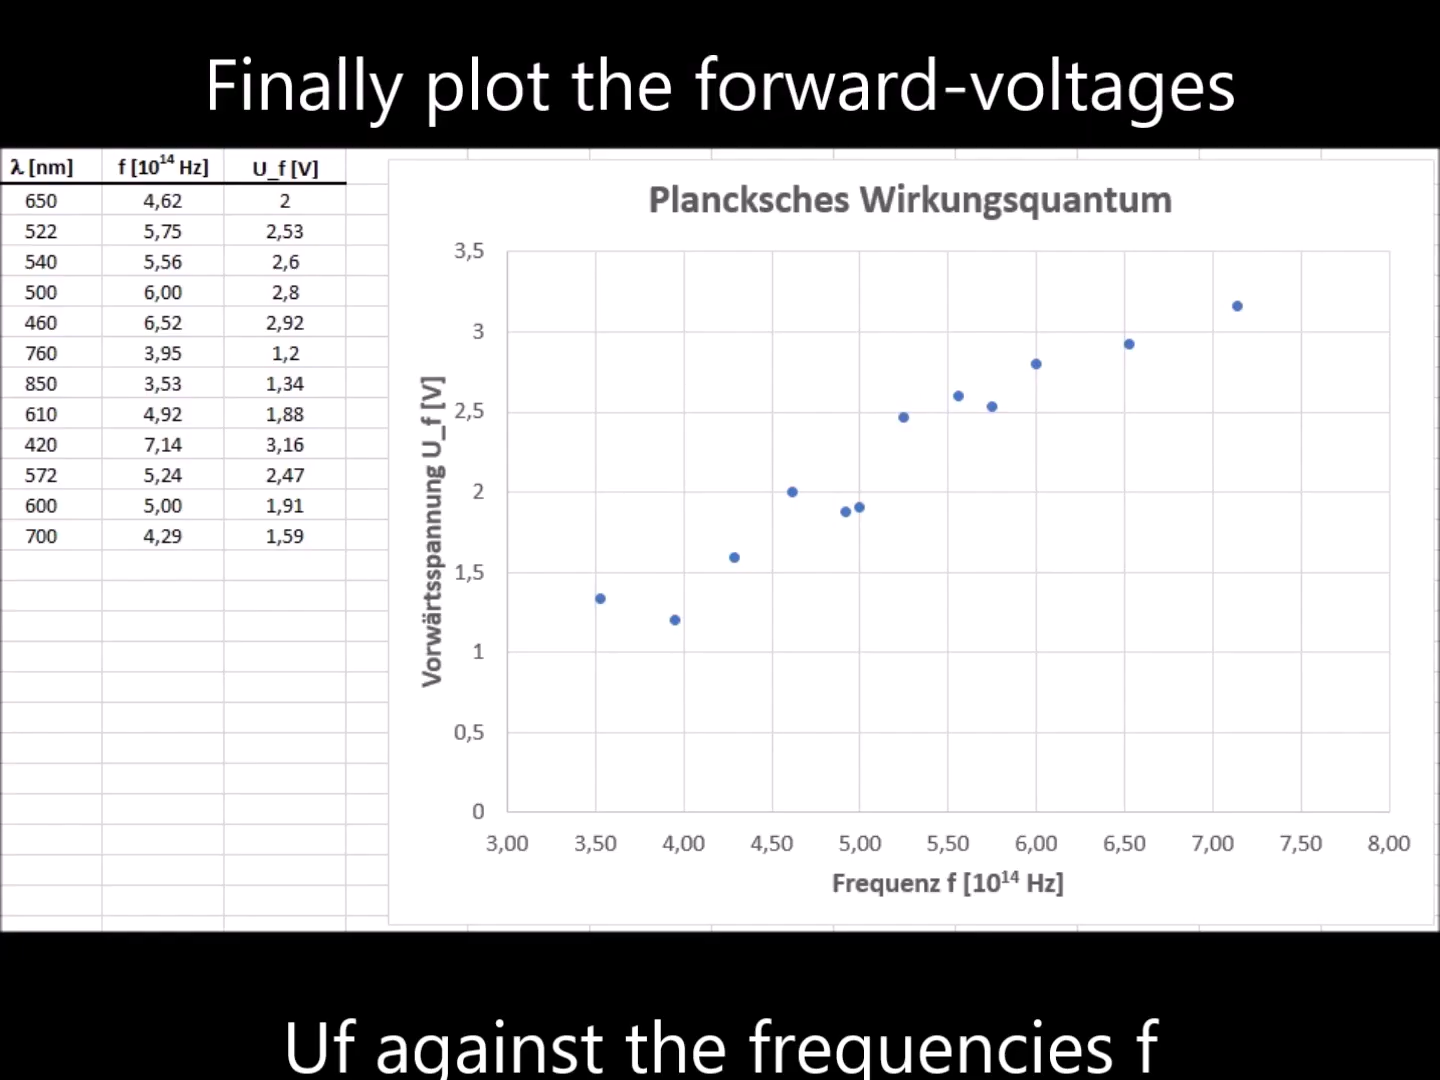 Finally plot the forward-voltages
λ [nm] f [10¹⁴ Hz] U_f [V]
650 4,62 2
522 5,75 2,53
540 5,56 2,6
500 6,00 2,8
460 6,52 2,92
760 3,95 1,2
850 3,53 1,34
610 4,92 1,88
420 7,14 3,16
572 5,24 2,47
600 5,00 1,91
700 4,29 1,59
Plancksches Wirkungsquantum
Vorwärtsspannung U_f [V]
3,5
3
2,5
2
1,5
1
0,5
0
3,00 3,50 4,00 4,50 5,00 5,50 6,00 6,50 7,00 7,50 8,00
Frequenz f [10¹⁴ Hz]
Uf against the frequencies f